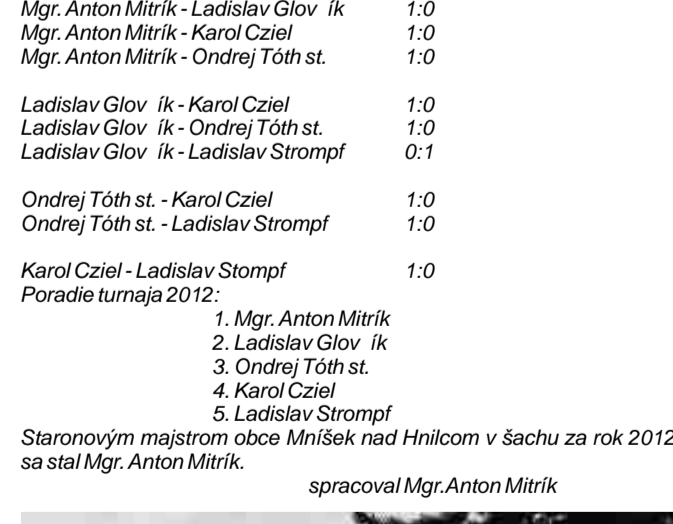 Mgr. Anton Mitrík - Ladislav Glov ík 1:0
Mgr. Anton Mitrík - Karol Cziel 1:0
Mgr. Anton Mitrík - Ondrej Tóth st. 1:0
Ladislav Glov ík - Karol Cziel 1:0
Ladislav Glov ík - Ondrej Tóth st. 1:0
Ladislav Glov ík - Ladislav Strompf 0:1
Ondrej Tóth st. - Karol Cziel 1:0
Ondrej Tóth st. - Ladislav Strompf 1:0
Karol Cziel - Ladislav Stompf 1:0
Poradie turnaja 2012:
1. Mgr. Anton Mitrík
2. Ladislav Glov ík
3. Ondrej Tóth st.
4. Karol Cziel
5. Ladislav Strompf
Staronovým majstrom obce Mníšek nad Hnilcom v šachu za rok 2012
sa stal Mgr. Anton Mitrík.
spracoval Mgr.Anton Mitrík